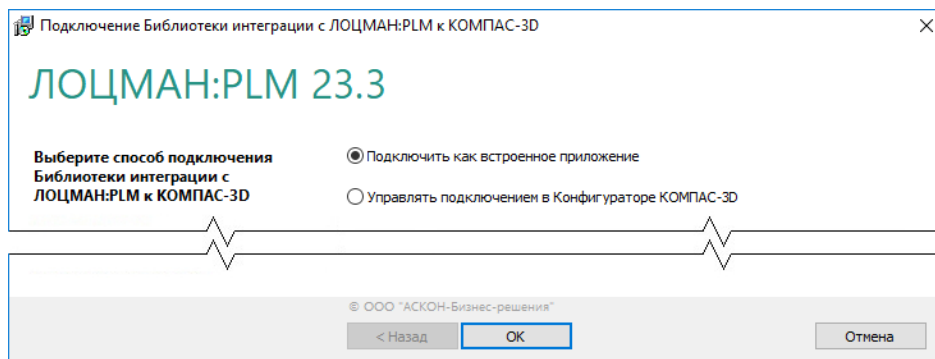 Подключение Библиотеки интеграции с ЛОЦМАН:PLM к КОМПАС-3D
ЛОЦМАН:PLM 23.3
Выберите способ подключения
Библиотеки интеграции с
ЛОЦМАН:PLM к КОМПАС-3D
Подключить как встроенное приложение
Управлять подключением в Конфигураторе КОМПАС-3D
© ООО "АСКОН-Бизнес-решения"
< Назад
ОК
Отмена